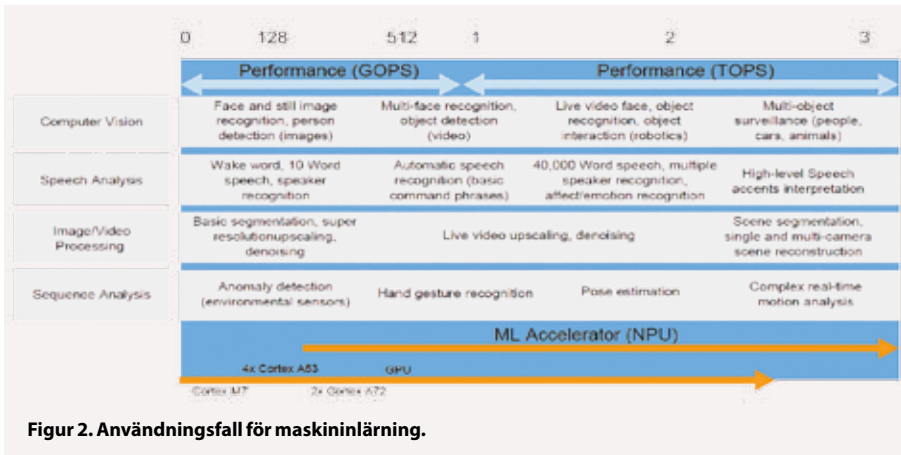 0 128 512 1 2 3
Performance (GOPS) Performance (TOPS)
Computer Vision
Face and still image
recognition, person
detection (images)
Multi-face recognition,
object detection
(video)
Live video face, object
recognition, object
interaction (robotics)
Multi-object
surveillance (people,
cars, animals)
Speech Analysis
Wake word, 10 Word
speech, speaker
recognition
Automatic speech
recognition (basic
command phrases)
40,000 Word speech, multiple
speaker recognition,
affect/emotion recognition
High-level Speech
accents interpretation
Image/Video
Processing
Basic segmentation, super
resolutionupscaling,
denoising
Live video upscaling, denoising
Scene segmentation,
single and multi-camera
scene reconstruction
Sequence Analysis
Anomaly detection
(environmental sensors)
Hand gesture recognition
Pose estimation
Complex real-time
motion analysis
ML Accelerator (NPU)
4x Cortex A53 GPU
Cortex M7 2x Cortex A72
Figur 2. Användningsfall för maskininlärning.